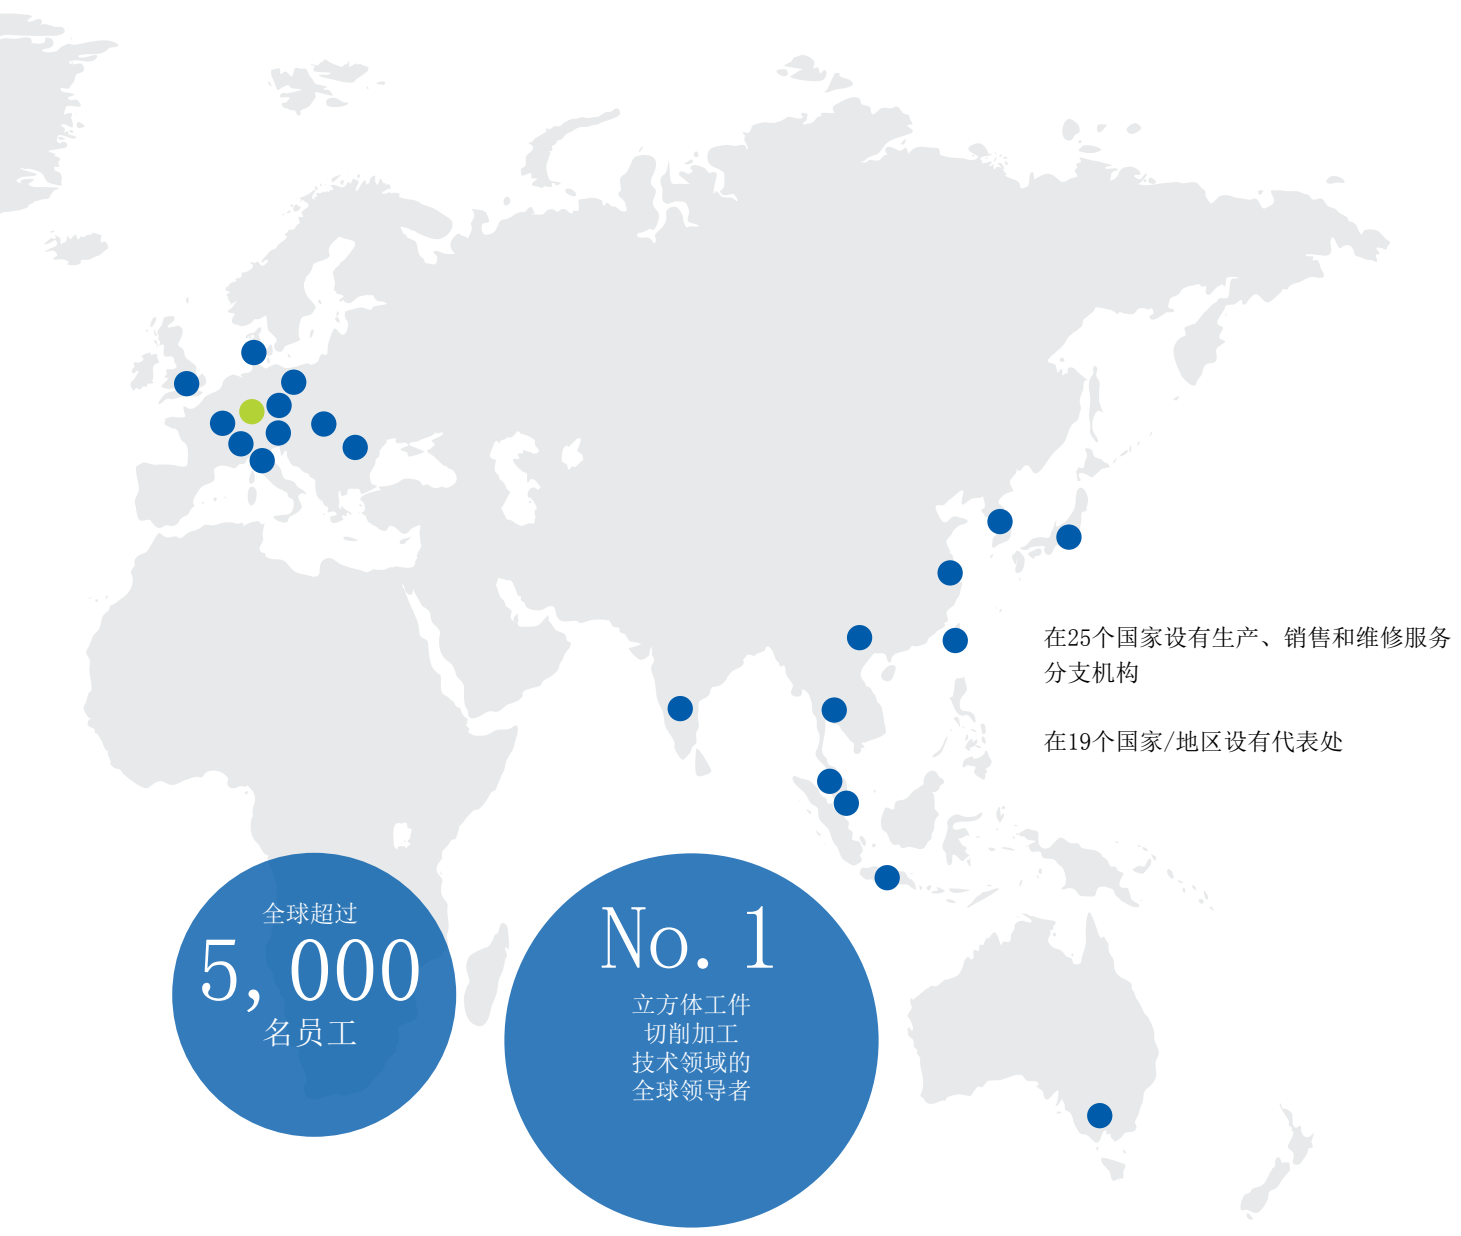 在25个国家设有生产、销售和维修服务
分支机构
在19个国家/地区设有代表处
全球超过
5,000
名员工
No.1
立方体工件
切削加工
技术领域的
全球领导者